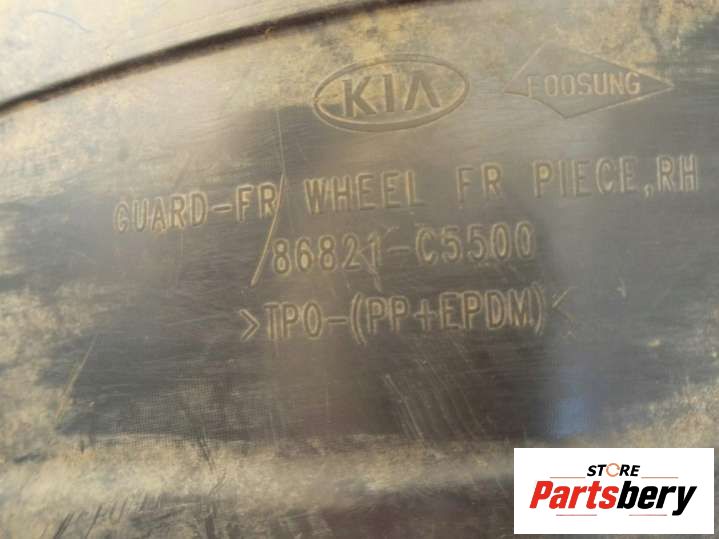 KIA
FOOSUNG
GUARD-FR WHEEL FR PIECE,RH
86821-C5500
>TPO-(PP+EPDM)<
STORE
Partsbery